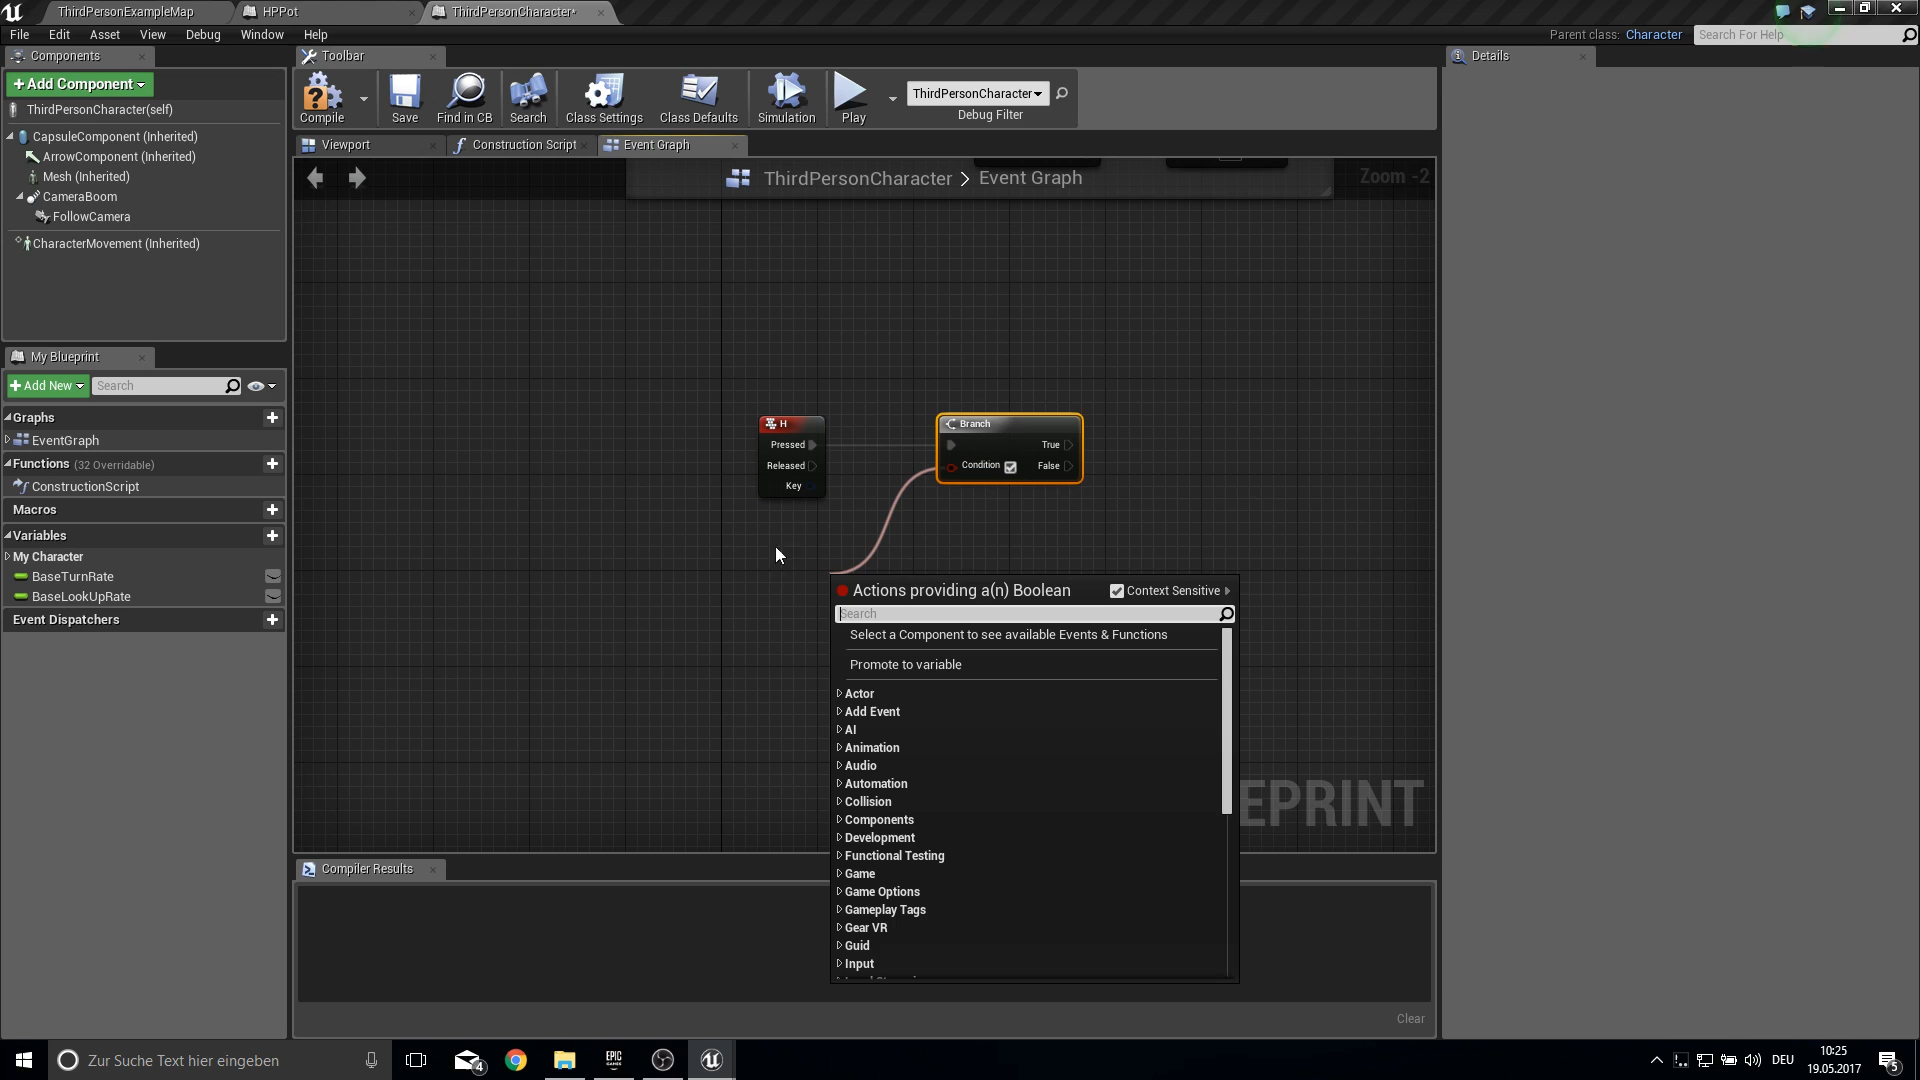 ThirdPersonExampleMap
HPPot
ThirdPersonCharacter*
File Edit Asset View Debug Window Help
Parent class: Character
Search For Help
Components
Toolbar
Details
+Add Component
ThirdPersonCharacter(self)
CapsuleComponent (Inherited)
ArrowComponent (Inherited)
Mesh (Inherited)
CameraBoom
FollowCamera
CharacterMovement (Inherited)
Compile
Save
Find in CB
Search
Class Settings
Class Defaults
Simulation
Play
ThirdPersonCharacter
Debug Filter
Viewport
Construction Script
Event Graph
ThirdPersonCharacter > Event Graph
Zoom -2
My Blueprint
+Add New
Search
Graphs
EventGraph
Functions (32 Overridable)
ConstructionScript
Macros
Variables
My Character
BaseTurnRate
BaseLookUpRate
Event Dispatchers
H
Pressed
Released
Key
Branch
True
Condition
False
Actions providing a(n) Boolean
Context Sensitive
Search
Select a Component to see available Events & Functions
Promote to variable
Actor
Add Event
AI
Animation
Audio
Automation
Collision
Components
Development
Functional Testing
Game
Game Options
Gameplay Tags
Gear VR
Guid
Input
EPRINT
Compiler Results
Clear
Zur Suche Text hier eingeben
4
EPIC
GAMES
DEU
10:25
19.05.2017
5